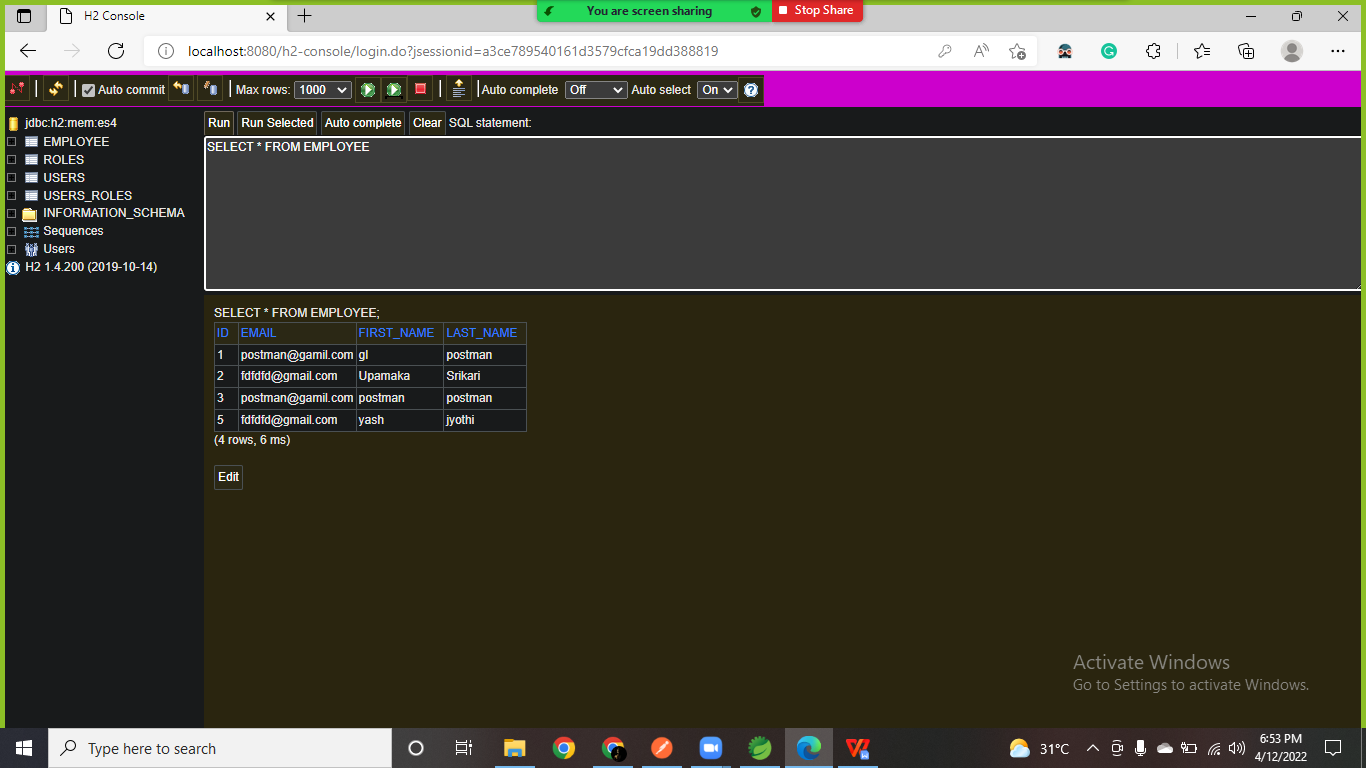 H2 Console
You are screen sharing
Stop Share
localhost:8080/h2-console/login.do?jsessionid=a3ce789540161d3579cfca19dd388819
Auto commit
Max rows: 1000
Auto complete Off
Auto select On
jdbc:h2:mem:es4
EMPLOYEE
ROLES
USERS
USERS_ROLES
INFORMATION_SCHEMA
Sequences
Users
H2 1.4.200 (2019-10-14)
Run Run Selected Auto complete Clear SQL statement:
SELECT * FROM EMPLOYEE
SELECT * FROM EMPLOYEE;
ID EMAIL FIRST_NAME LAST_NAME
1 postman@gamil.com gl postman
2 fdfdfd@gmail.com Upamaka Srikari
3 postman@gamil.com postman postman
5 fdfdfd@gmail.com yash jyothi
(4 rows, 6 ms)
Edit
Activate Windows
Go to Settings to activate Windows.
Type here to search
31°C
6:53 PM
4/12/2022